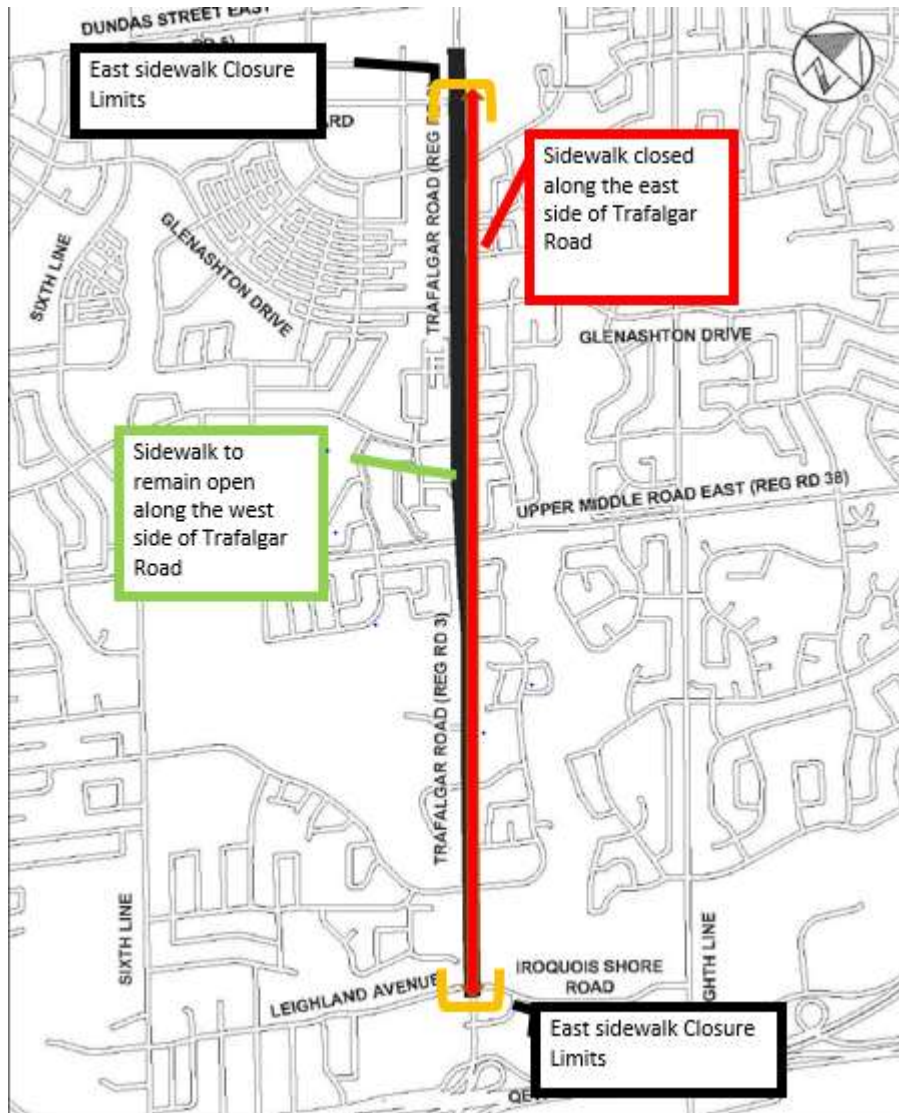 DUNDAS STREET EAST
East sidewalk Closure
Limits
TRAFALGAR ROAD (REG
Sidewalk closed
along the east
side of Trafalgar
Road
SIXTH LINE
GLENASHTON DRIVE
GLENASHTON DRIVE
Sidewalk to
remain open
along the west
side of Trafalgar
Road
UPPER MIDDLE ROAD EAST (REG RD 38)
TRAFALGAR ROAD (REG RD 3)
SIXTH LINE
LEIGHLAND AVENUE
IROQUOIS SHORE
ROAD
GHTH LINE
East sidewalk Closure
Limits